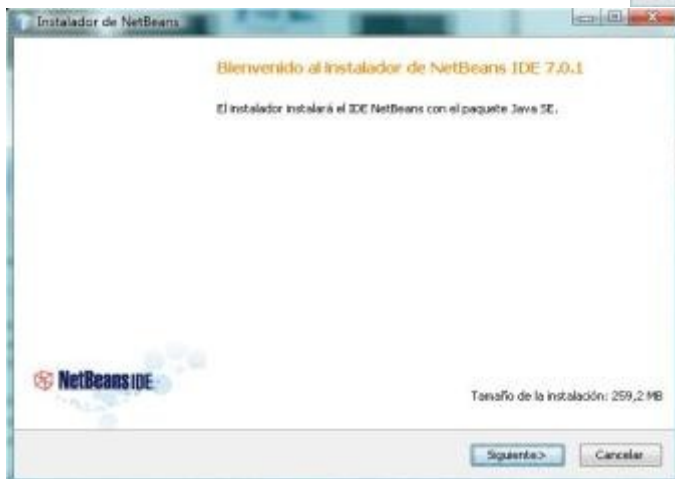 Instalador de NetBeans
Bienvenido al instalador de NetBeans IDE 7.0.1
El instalador instalará el IDE NetBeans con el paquete Java SE.
NetBeans IDE
Tamaño de la instalación: 259,2 MB
Siguiente>
Cancelar